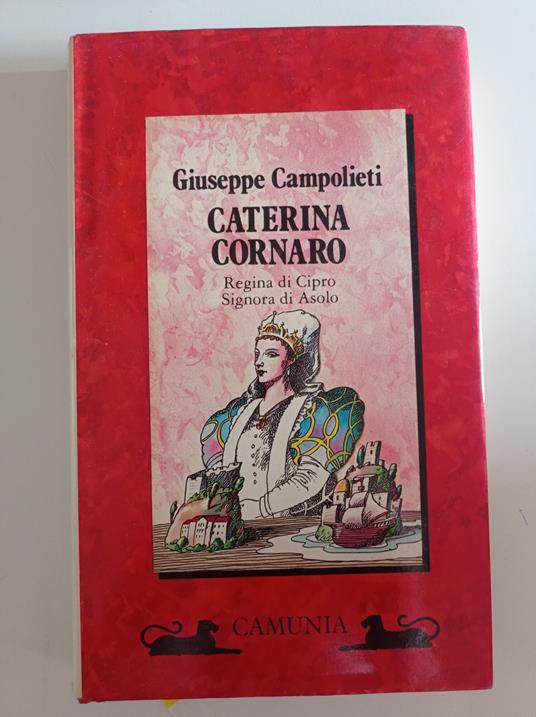 Giuseppe Campolieti
CATERINA
CORNARO
Regina di Cipro
Signora di Asolo
CAMUNIA